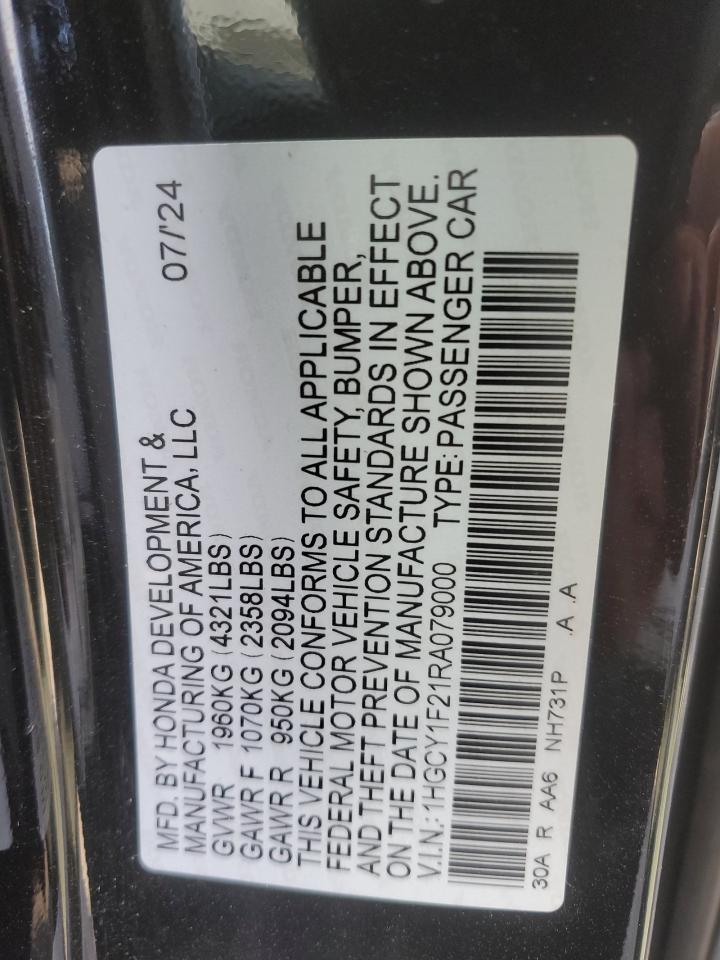 MFD. BY HONDA DEVELOPMENT &
MANUFACTURING OF AMERICA, LLC 07/'24
GVWR 1960KG (4321LBS)
GAWR F 1070KG (2358LBS)
GAWR R 950KG (2094LBS)
THIS VEHICLE CONFORMS TO ALL APPLICABLE
FEDERAL MOTOR VEHICLE SAFETY, BUMPER,
AND THEFT PREVENTION STANDARDS IN EFFECT
ON THE DATE OF MANUFACTURE SHOWN ABOVE.
V.I.N.: 1HGCY1F21RA079000 TYPE: PASSENGER CAR
30A R AA6 NH731P .A .A